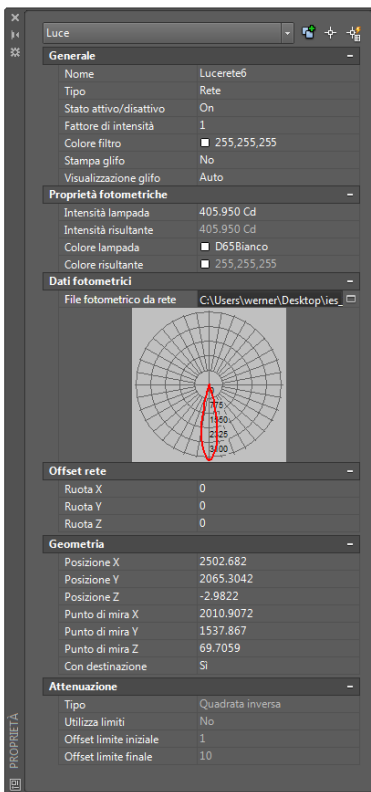 Luce
Generale
Nome Lucerete6
Tipo Rete
Stato attivo/disattivo On
Fattore di intensità 1
Colore filtro 255,255,255
Stampa glifo No
Visualizzazione glifo Auto
Proprietà fotometriche
Intensità lampada 405.950 Cd
Intensità risultante 405.950 Cd
Colore lampada D65Bianco
Colore risultante 255,255,255
Dati fotometrici
File fotometrico da rete C:\Users\werner\Desktop\ies_
775
1550
2325
3100
Offset rete
Ruota X 0
Ruota Y 0
Ruota Z 0
Geometria
Posizione X 2502.682
Posizione Y 2065.3042
Posizione Z -2.9822
Punto di mira X 2010.9072
Punto di mira Y 1537.867
Punto di mira Z 69.7059
Con destinazione Sì
Attenuazione
Tipo Quadrata inversa
Utilizza limiti No
Offset limite iniziale 1
Offset limite finale 10
PROPRIETÀ